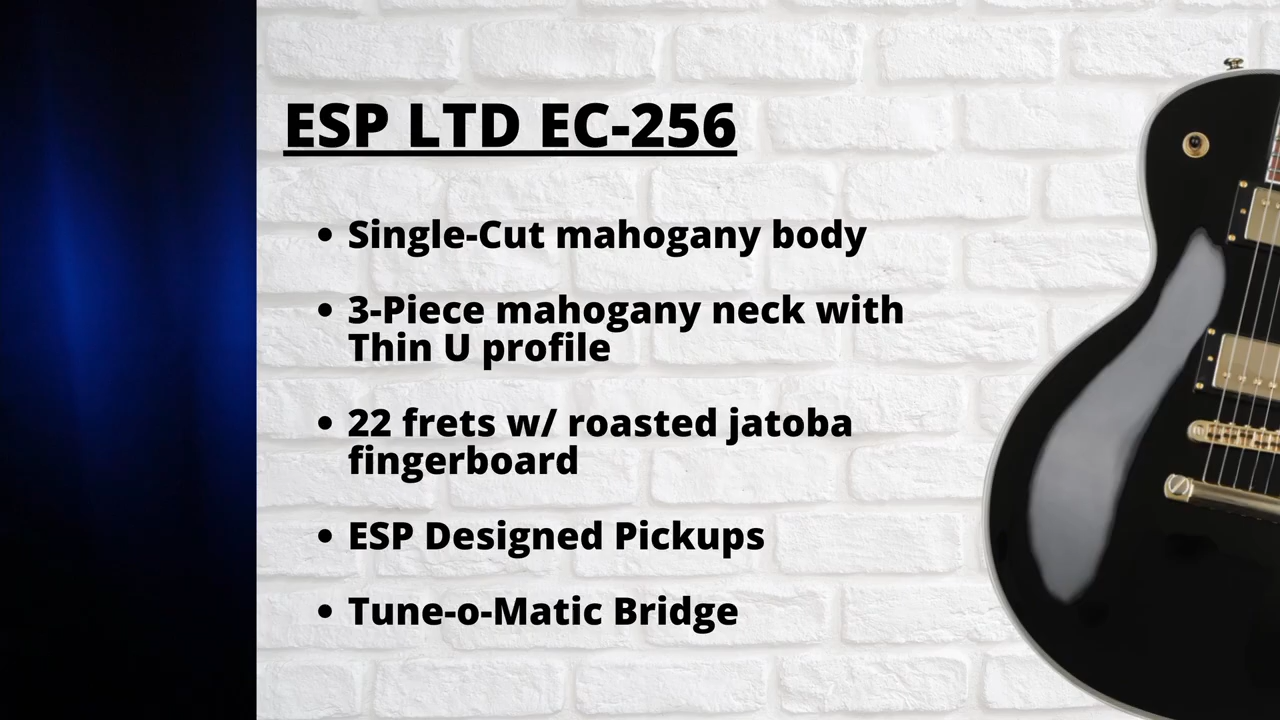 ESP LTD EC-256
• Single-Cut mahogany body
• 3-Piece mahogany neck with
Thin U profile
• 22 frets w/ roasted jatoba
fingerboard
• ESP Designed Pickups
• Tune-o-Matic Bridge